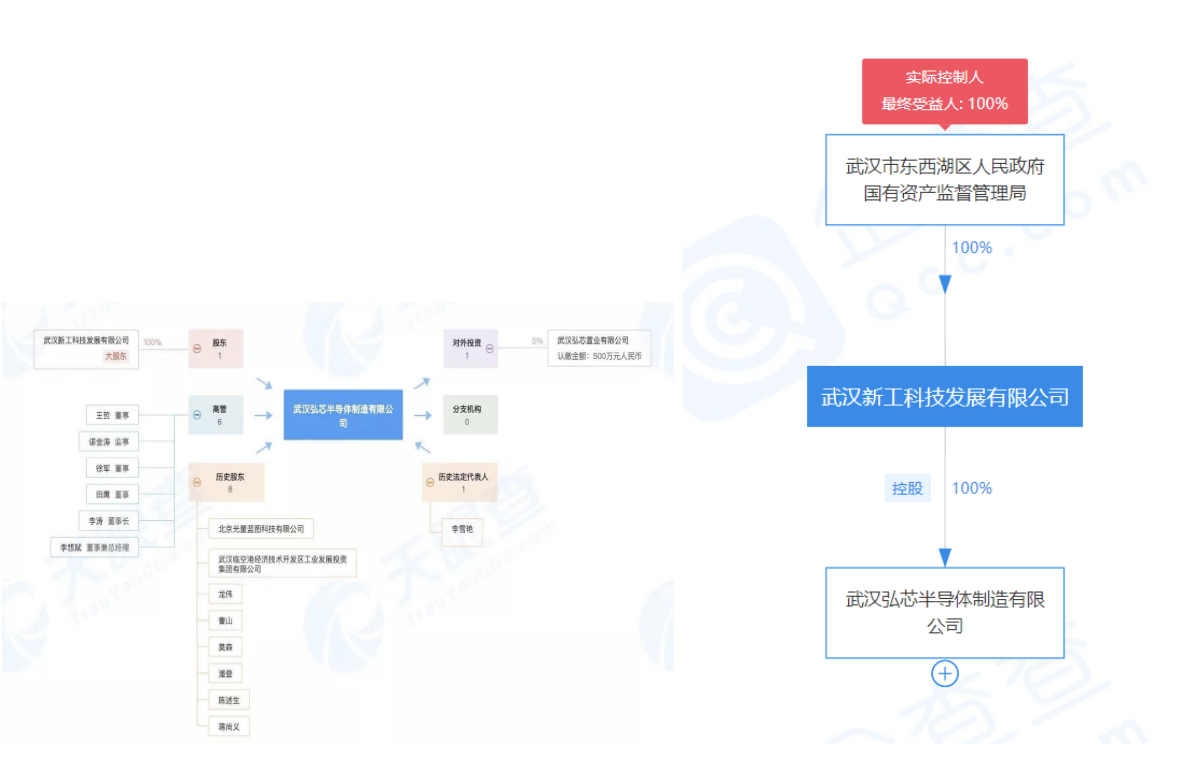 武汉新工科技发展有限公司
大股东
100%
股东
1
王哲 董事
谌金涛 监事
徐军 董事
田鹰 董事
李涛 董事长
李想斌 董事兼总经理
高管
6
历史股东
8
北京光量蓝图科技有限公司
武汉临空港经济技术开发区工业发展投资
集团有限公司
龙伟
曹山
莫森
潘登
陈述生
蒋尚义
武汉弘芯半导体制造有限公
司
对外投资
1
5%
武汉弘芯置业有限公司
认缴金额：500万元人民币
分支机构
0
历史法定代表人
1
李雪艳
实际控制人
最终受益人: 100%
武汉市东西湖区人民政府
国有资产监督管理局
100%
武汉新工科技发展有限公司
控股
100%
武汉弘芯半导体制造有限
公司
天眼查
企查查
Qcc.com